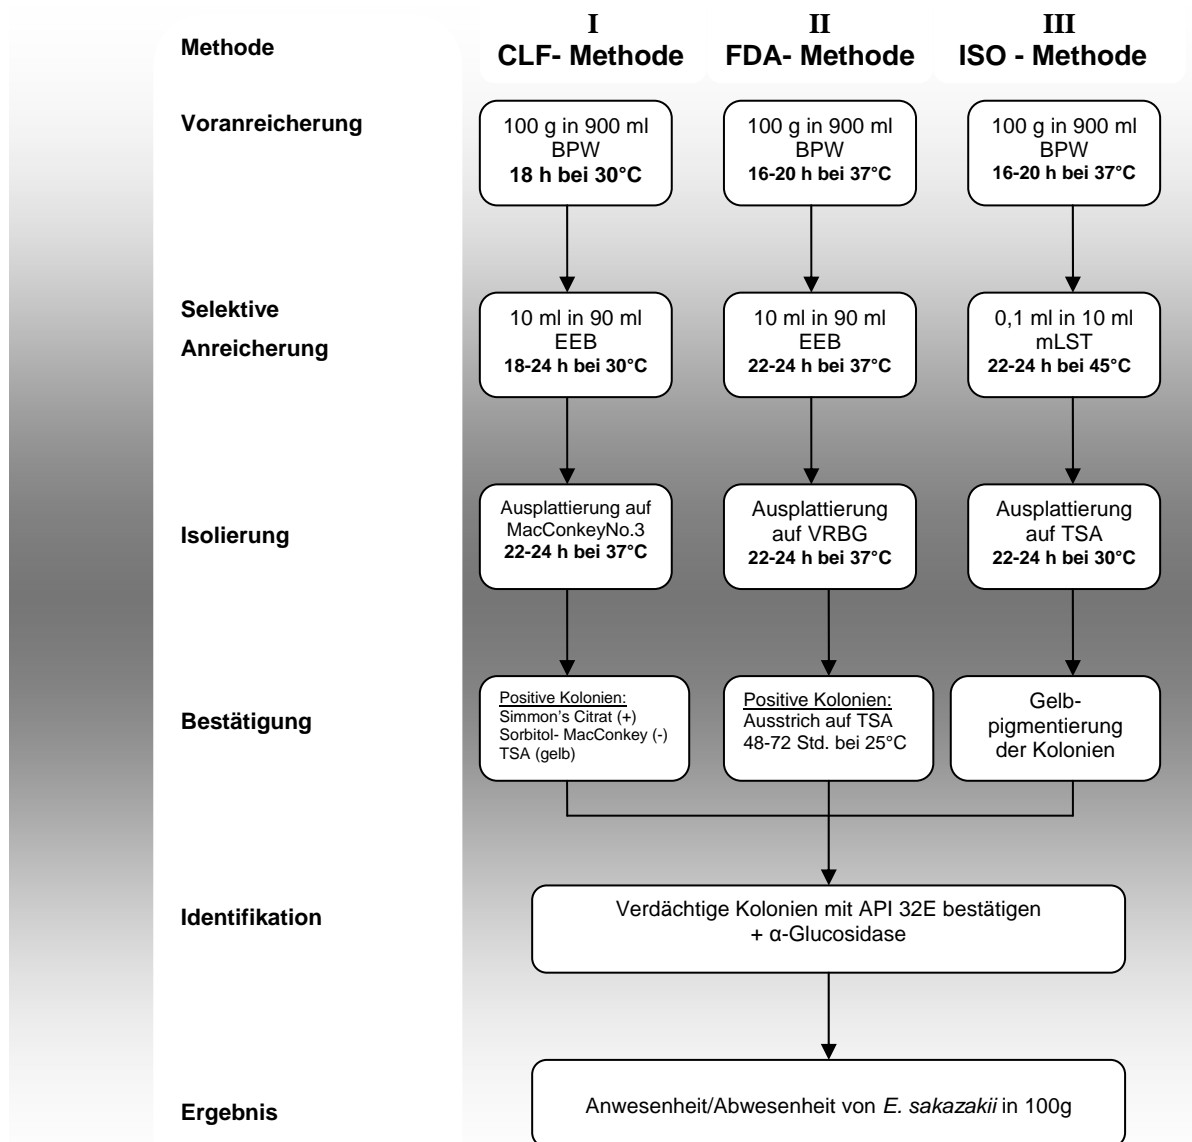 Methode
I
CLF- Methode
II
FDA- Methode
III
ISO - Methode
Voranreicherung
100 g in 900 ml
BPW
18 h bei 30°C
100 g in 900 ml
BPW
16-20 h bei 37°C
100 g in 900 ml
BPW
16-20 h bei 37°C
Selektive
Anreicherung
10 ml in 90 ml
EEB
18-24 h bei 30°C
10 ml in 90 ml
EEB
22-24 h bei 37°C
0,1 ml in 10 ml
mLST
22-24 h bei 45°C
Isolierung
Ausplattierung auf
MacConkeyNo.3
22-24 h bei 37°C
Ausplattierung
auf VRBG
22-24 h bei 37°C
Ausplattierung
auf TSA
22-24 h bei 30°C
Bestätigung
Positive Kolonien:
Simmon's Citrat (+)
Sorbitol- MacConkey (-)
TSA (gelb)
Positive Kolonien:
Ausstrich auf TSA
48-72 Std. bei 25°C
Gelb-
pigmentierung
der Kolonien
Identifikation
Verdächtige Kolonien mit API 32E bestätigen
+ α-Glucosidase
Ergebnis
Anwesenheit/Abwesenheit von E. sakazakii in 100g